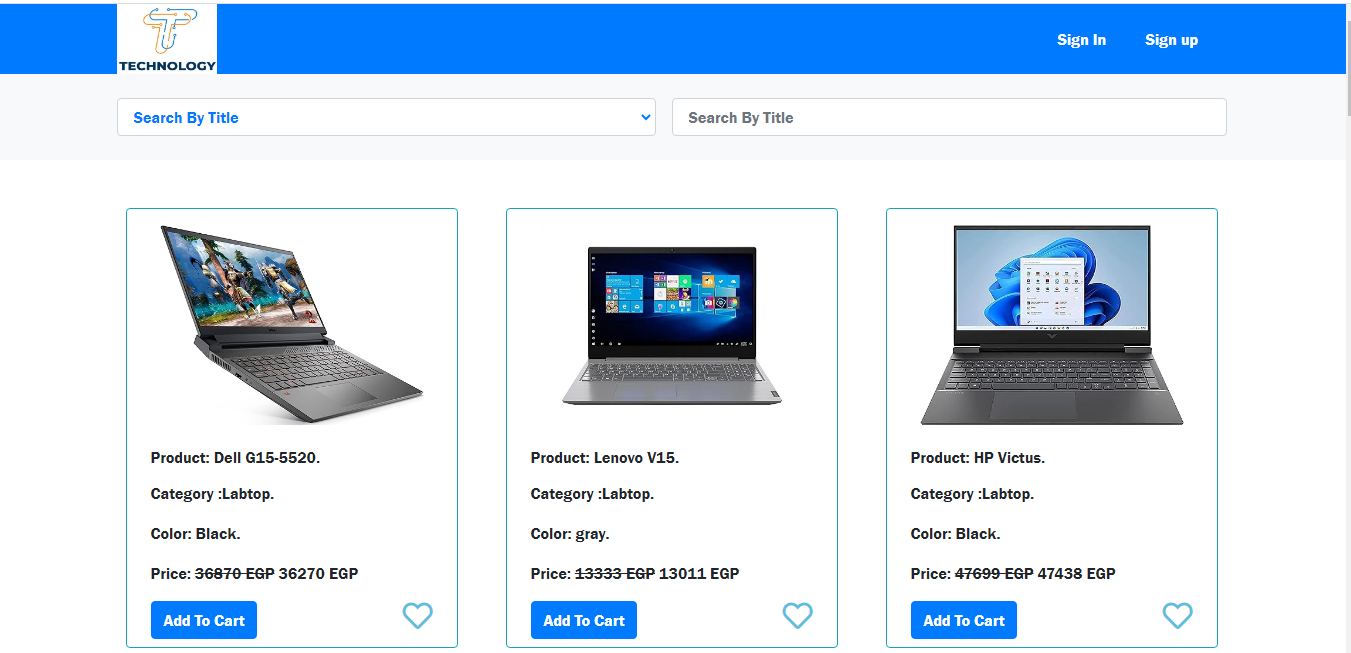 TECHNOLOGY
Sign In
Sign up
Search By Title
Search By Title
Product: Dell G15-5520.
Category :Labtop.
Color: Black.
Price: 36870 EGP 36270 EGP
Add To Cart
Product: Lenovo V15.
Category :Labtop.
Color: gray.
Price: 13333 EGP 13011 EGP
Add To Cart
Product: HP Victus.
Category :Labtop.
Color: Black.
Price: 47699 EGP 47438 EGP
Add To Cart